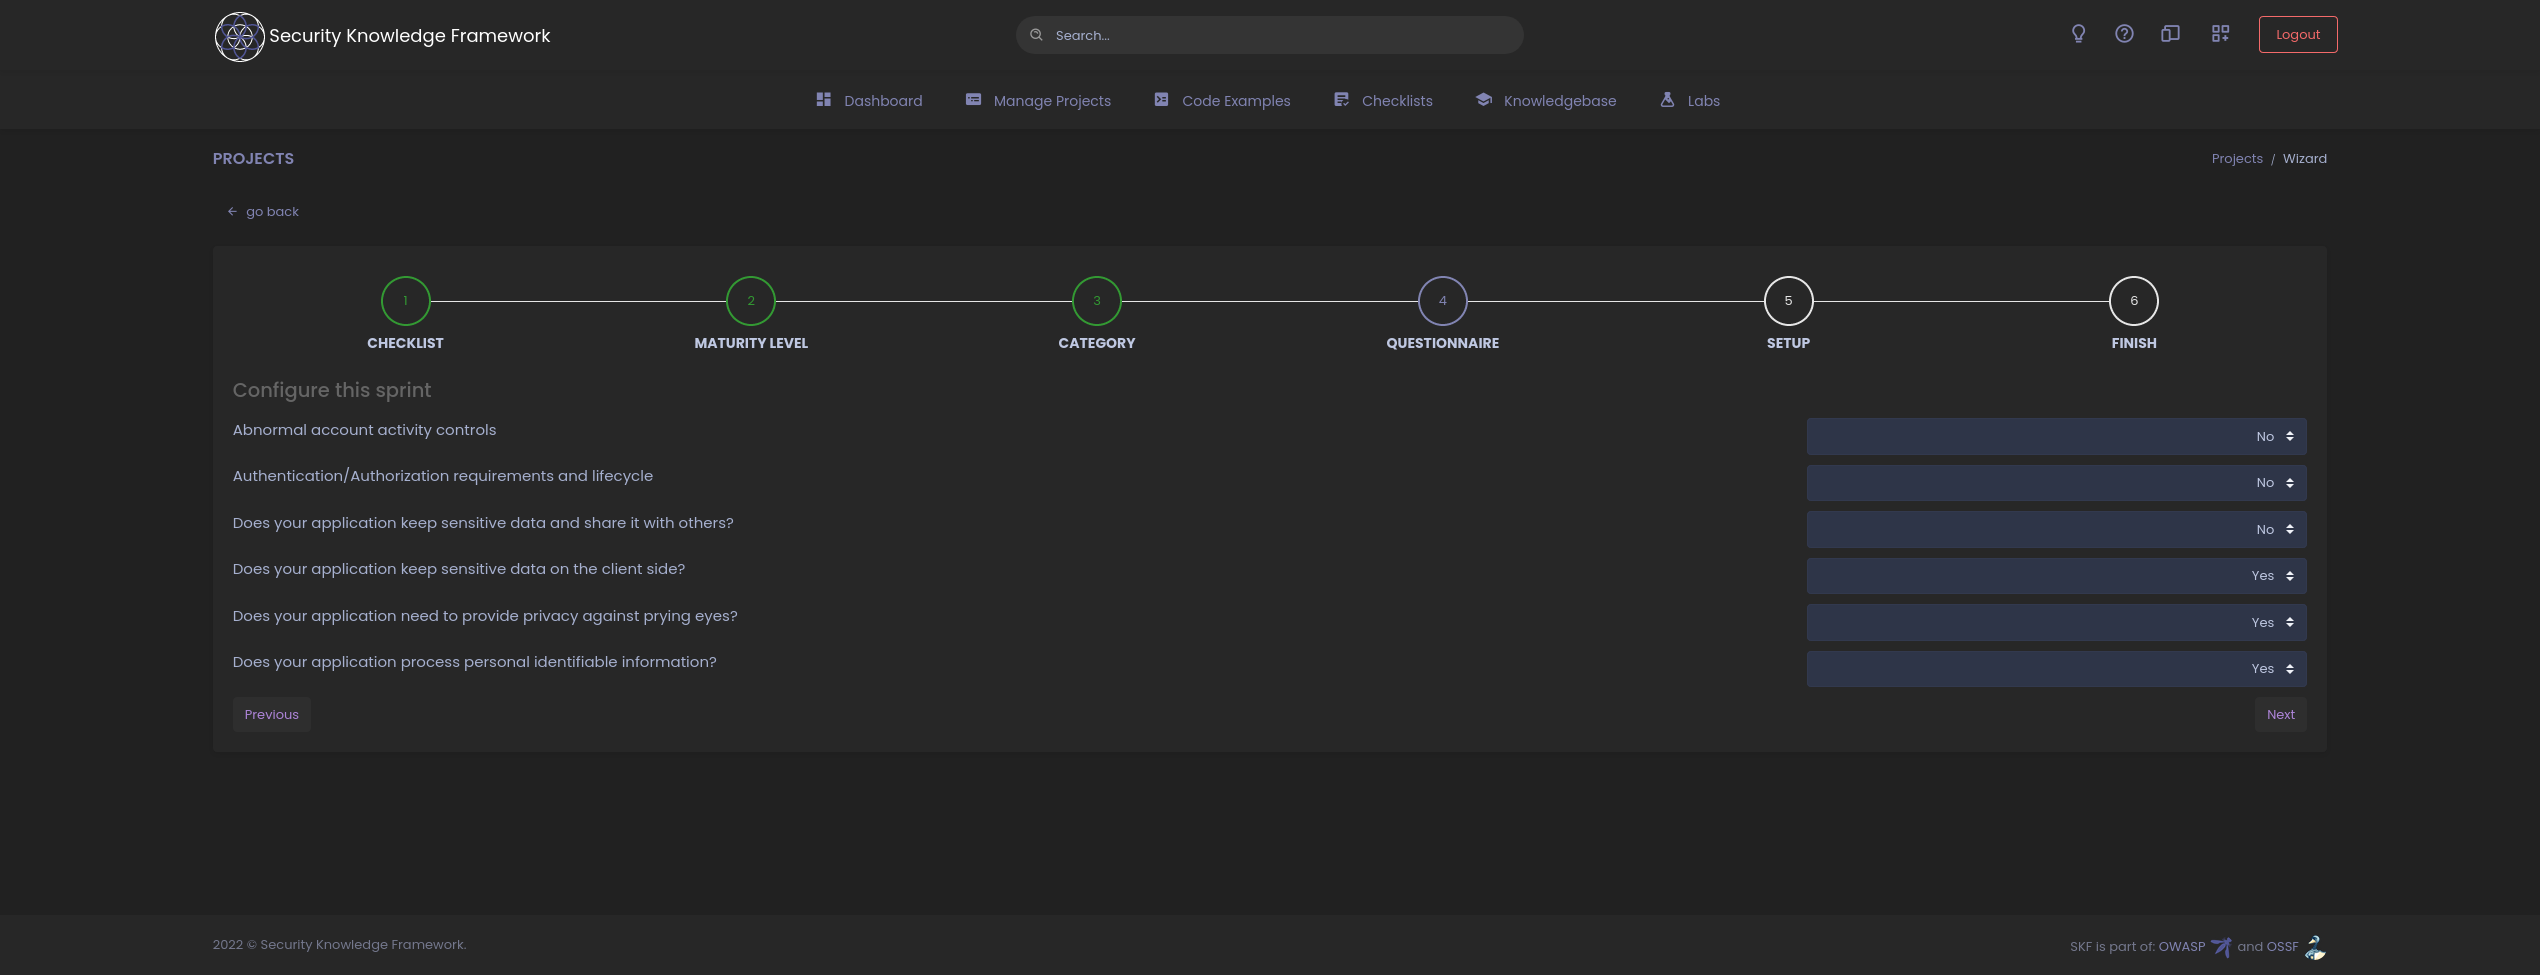 Security Knowledge Framework
Search...
Logout
Dashboard
Manage Projects
Code Examples
Checklists
Knowledgebase
Labs
PROJECTS
Projects / Wizard
go back
1
2
3
4
5
6
CHECKLIST
MATURITY LEVEL
CATEGORY
QUESTIONNAIRE
SETUP
FINISH
Configure this sprint
Abnormal account activity controls
No
Authentication/Authorization requirements and lifecycle
No
Does your application keep sensitive data and share it with others?
No
Does your application keep sensitive data on the client side?
Yes
Does your application need to provide privacy against prying eyes?
Yes
Does your application process personal identifiable information?
Yes
Previous
Next
2022 © Security Knowledge Framework.
SKF is part of: OWASP and OSSF